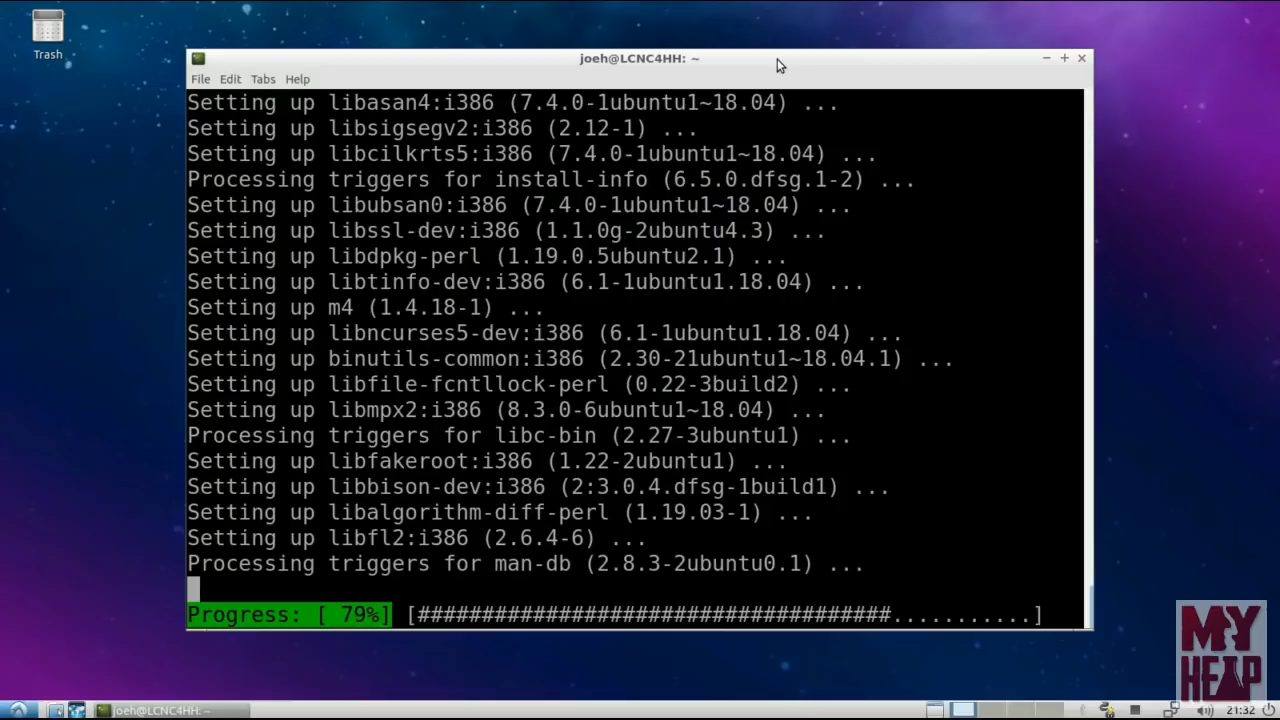 Trash
joeh@LCNC4HH: ~
File Edit Tabs Help
Setting up libasan4:i386 (7.4.0-1ubuntu1~18.04) ...
Setting up libsigsegv2:i386 (2.12-1) ...
Setting up libcilkrts5:i386 (7.4.0-1ubuntu1~18.04) ...
Processing triggers for install-info (6.5.0.dfsg.1-2) ...
Setting up libubsan0:i386 (7.4.0-1ubuntu1~18.04) ...
Setting up libssl-dev:i386 (1.1.0g-2ubuntu4.3) ...
Setting up libdpkg-perl (1.19.0.5ubuntu2.1) ...
Setting up libtinfo-dev:i386 (6.1-1ubuntu1.18.04) ...
Setting up m4 (1.4.18-1) ...
Setting up libncurses5-dev:i386 (6.1-1ubuntu1.18.04) ...
Setting up binutils-common:i386 (2.30-21ubuntu1~18.04.1) ...
Setting up libfile-fcntllock-perl (0.22-3build2) ...
Setting up libmpx2:i386 (8.3.0-6ubuntu1~18.04) ...
Processing triggers for libc-bin (2.27-3ubuntu1) ...
Setting up libfakeroot:i386 (1.22-2ubuntu1) ...
Setting up libbison-dev:i386 (2:3.0.4.dfsg-1build1) ...
Setting up libalgorithm-diff-perl (1.19.03-1) ...
Setting up libfl2:i386 (2.6.4-6) ...
Processing triggers for man-db (2.8.3-2ubuntu0.1) ...
Progress: [ 79%] [#####################################...........]
MY
HEAP
joeh@LCNC4HH: ~
21:32